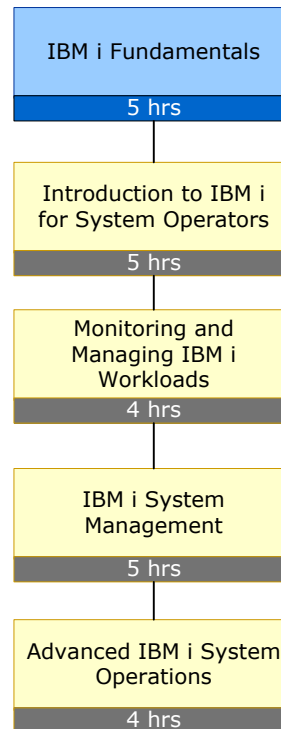 IBM i Fundamentals
5 hrs
Introduction to IBM i
for System Operators
5 hrs
Monitoring and
Managing IBM i
Workloads
4 hrs
IBM i System
Management
5 hrs
Advanced IBM i System
Operations
4 hrs